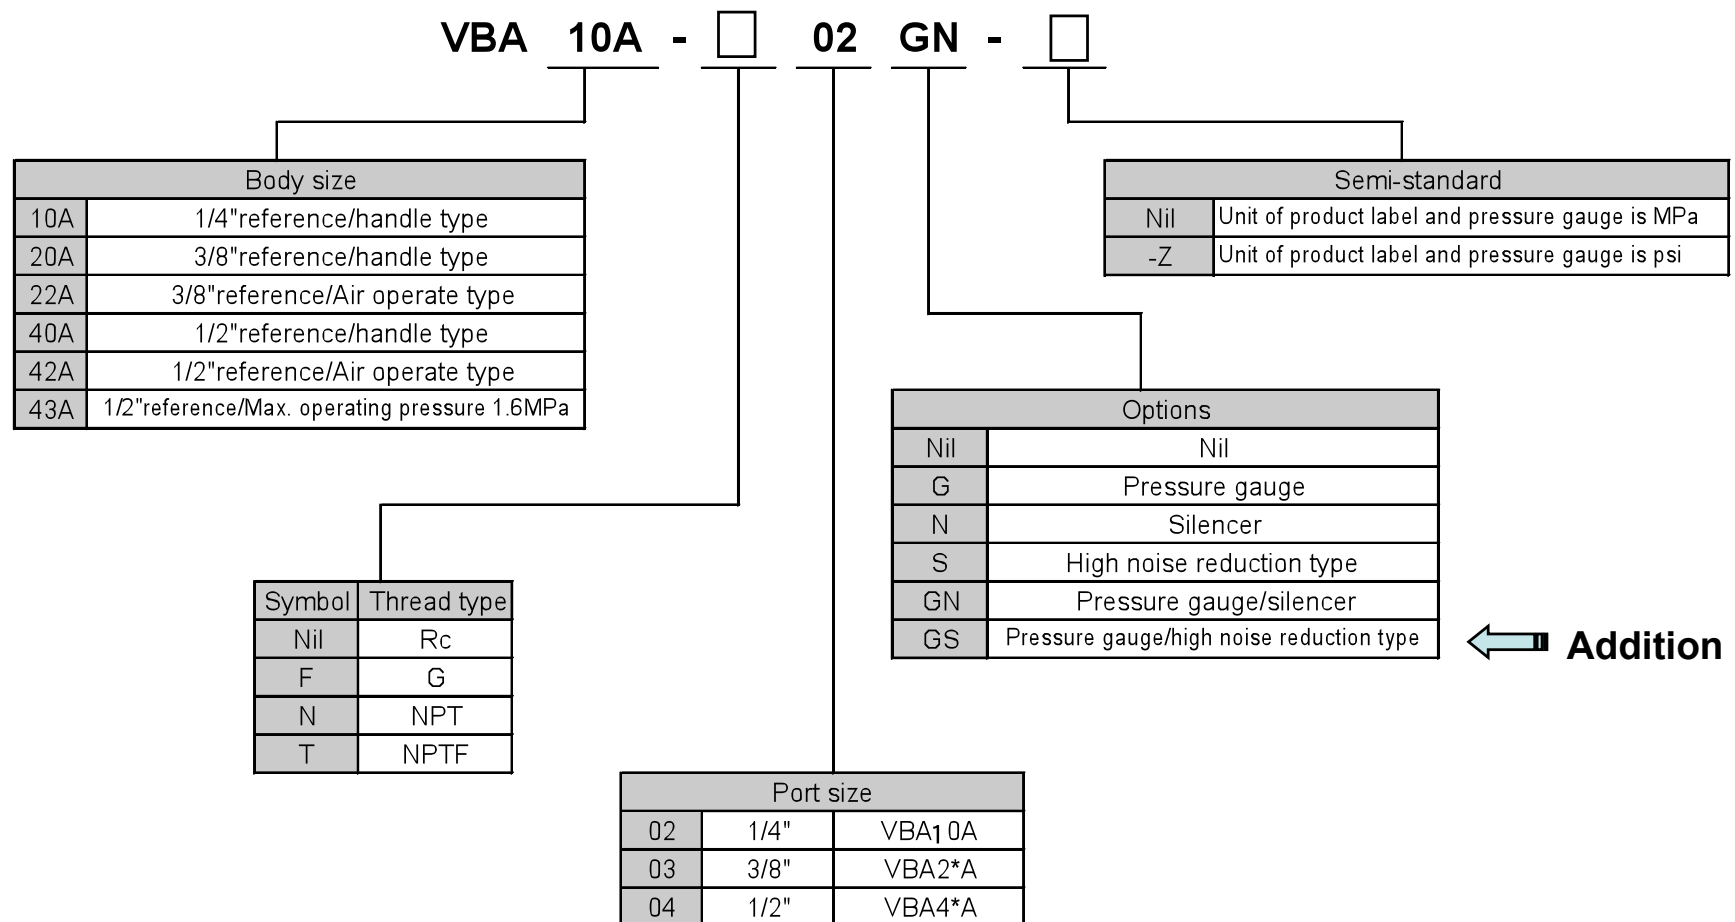 VBA 10A - □ 02 GN - □
Body size
10A 1/4"reference/handle type
20A 3/8"reference/handle type
22A 3/8"reference/Air operate type
40A 1/2"reference/handle type
42A 1/2"reference/Air operate type
43A 1/2"reference/Max. operating pressure 1.6MPa
Semi-standard
Nil Unit of product label and pressure gauge is MPa
-Z Unit of product label and pressure gauge is psi
Options
Nil Nil
G Pressure gauge
N Silencer
S High noise reduction type
GN Pressure gauge/silencer
GS Pressure gauge/high noise reduction type
Addition
Symbol Thread type
Nil Rc
F G
N NPT
T NPTF
Port size
02 1/4" VBA10A
03 3/8" VBA2*A
04 1/2" VBA4*A